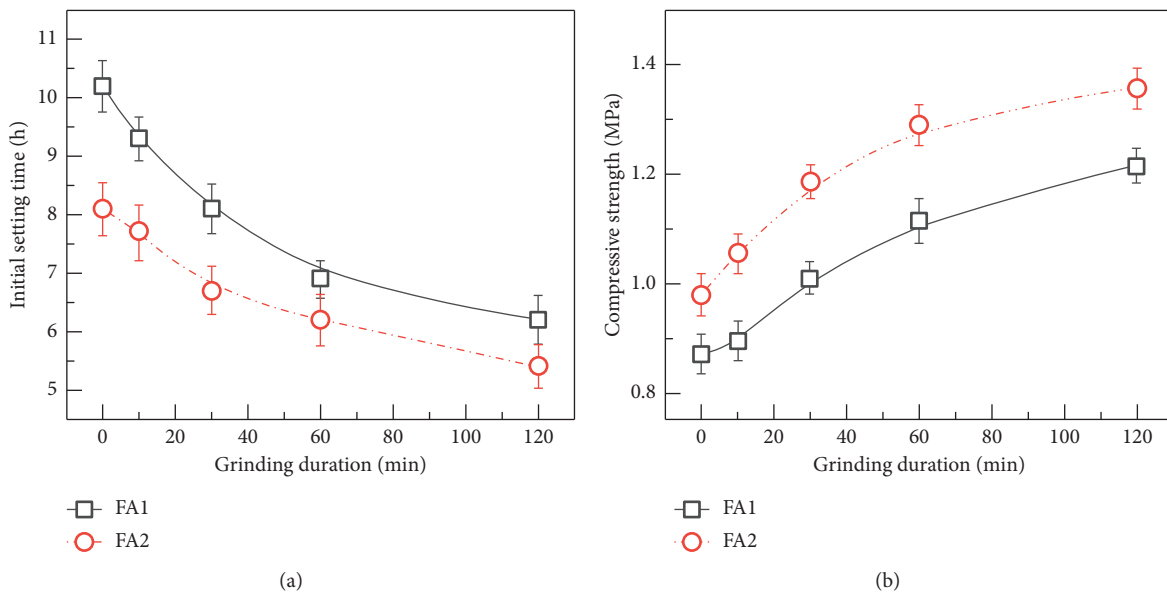 11
10
9
8
7
6
5
Initial setting time (h)
0 20 40 60 80 100 120
Grinding duration (min)
FA1
FA2
(a)
1.4
1.2
1.0
0.8
Compressive strength (MPa)
0 20 40 60 80 100 120
Grinding duration (min)
FA1
FA2
(b)